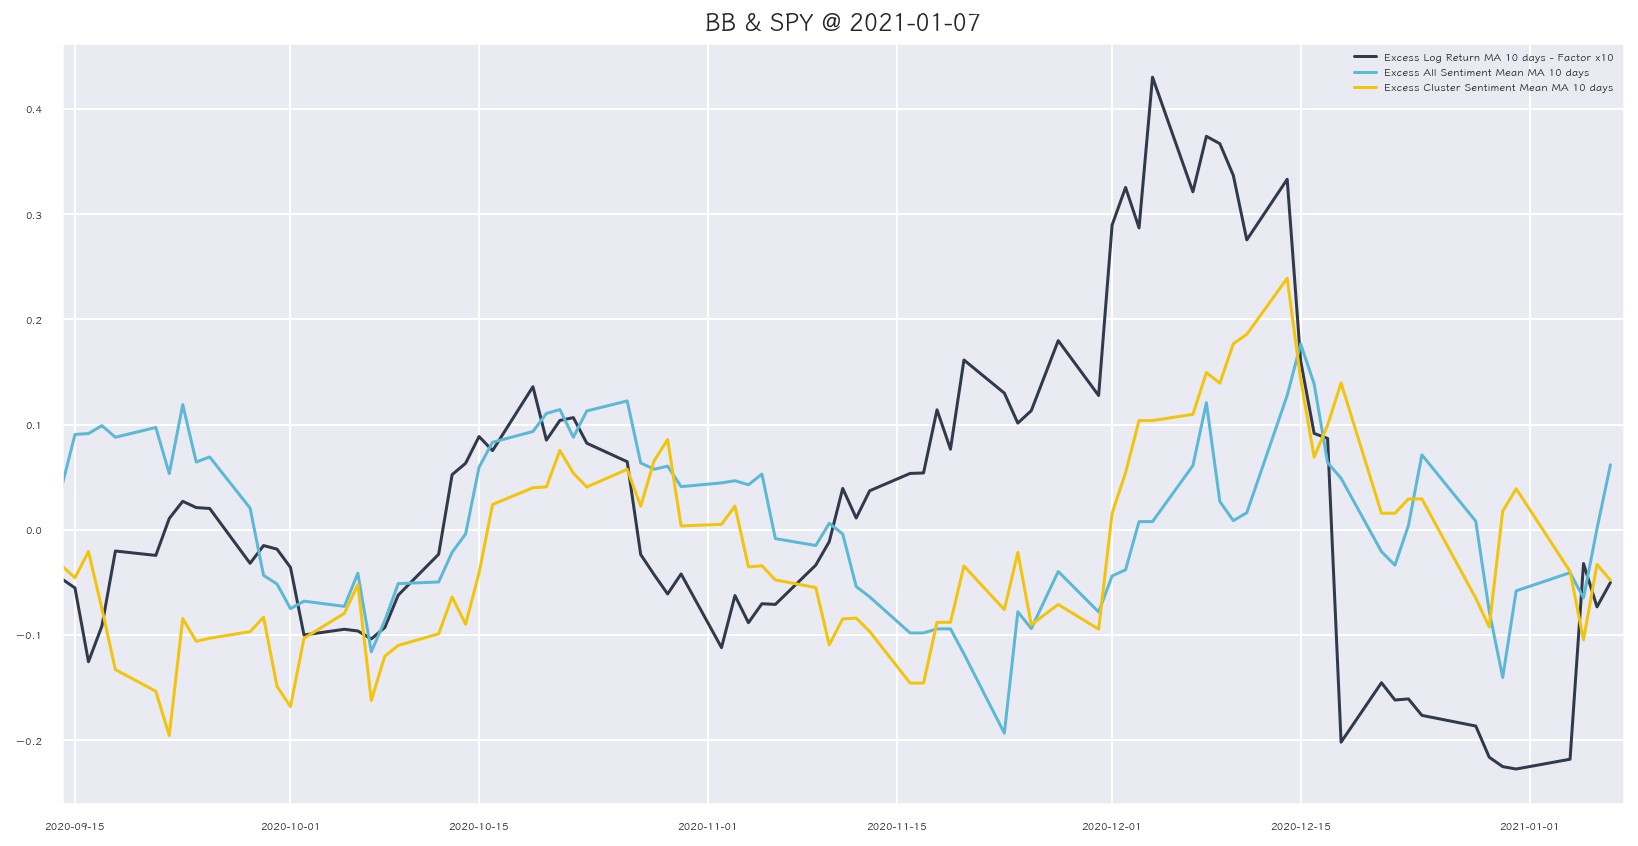 BB & SPY @ 2021-01-07
Excess Log Return MA 10 days - Factor x10
Excess All Sentiment Mean MA 10 days
Excess Cluster Sentiment Mean MA 10 days
0.4
0.3
0.2
0.1
0.0
−0.1
−0.2
2020-09-15 2020-10-01 2020-10-15 2020-11-01 2020-11-15 2020-12-01 2020-12-15 2021-01-01